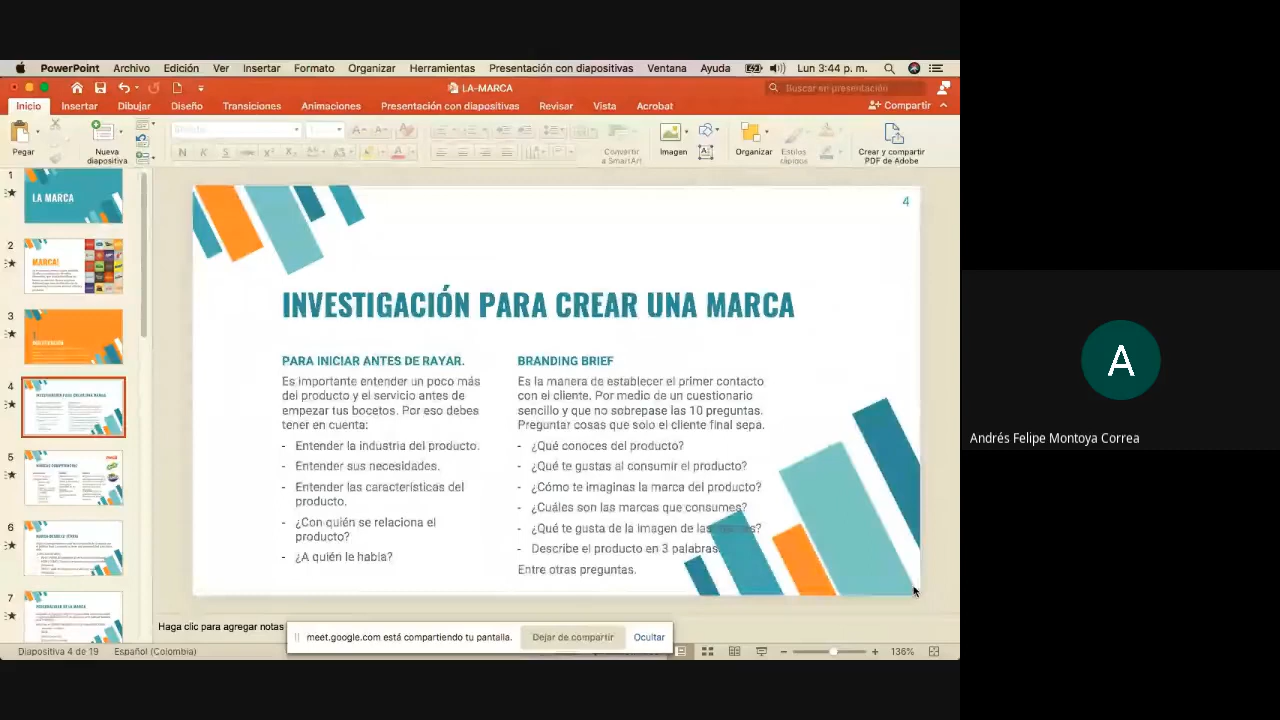 PowerPoint Archivo Edición Ver Insertar Formato Organizar Herramientas Presentación con diapositivas Ventana Ayuda Lun 3:44 p. m.
LA-MARCA
Buscar en presentación
Inicio Insertar Dibujar Diseño Transiciones Animaciones Presentación con diapositivas Revisar Vista Acrobat
Compartir
Pegar
Nueva
diapositiva
Convertir
a SmartArt
Imagen
Organizar
Estilos
rápidos
Crear y compartir
PDF de Adobe
1
LA MARCA
2
MARCA!
3
4
5
6
7
4
INVESTIGACIÓN PARA CREAR UNA MARCA
PARA INICIAR ANTES DE RAYAR.
Es importante entender un poco más
del producto y el servicio antes de
empezar tus bocetos. Por eso debes
tener en cuenta:
- Entender la industria del producto.
- Entender sus necesidades.
- Entender las características del
producto.
- ¿Con quién se relaciona el
producto?
- ¿A quién le habla?
BRANDING BRIEF
Es la manera de establecer el primer contacto
con el cliente. Por medio de un cuestionario
sencillo y que no sobrepase las 10 preguntas.
Preguntar cosas que solo el cliente final sepa.
- ¿Qué conoces del producto?
- ¿Qué te gustas al consumir el producto?
- ¿Cómo te imaginas la marca del producto?
- ¿Cuáles son las marcas que consumes?
- ¿Qué te gusta de la imagen de las marcas?
- Describe el producto en 3 palabras.
Entre otras preguntas.
Haga clic para agregar notas
meet.google.com está compartiendo tu pantalla. Dejar de compartir Ocultar
Diapositiva 4 de 19 Español (Colombia) 136%
A
Andrés Felipe Montoya Correa